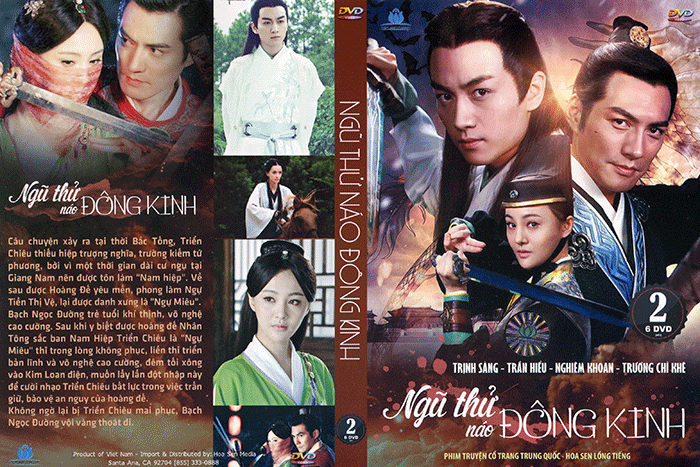 Ngũ thử
náo ĐÔNG KINH
Câu chuyện xảy ra tại thời Bắc Tống, Triển
Chiêu thiếu hiệp trượng nghĩa, trường kiếm tứ
phương, bởi vì một thời gian dài cư ngụ tại
Giang Nam nên được tôn làm "Nam hiệp". Về
sau được Hoàng Đế yêu mến, phong làm Ngự
Tiền Thị Vệ, lại được danh xưng là "Ngự Miêu".
Bạch Ngọc Đường trẻ tuổi khí thịnh, võ nghệ
cao cường. Sau khi y biết được hoàng đế Nhân
Tông sắc ban Nam Hiệp Triển Chiêu là "Ngự
Miêu" thì trong lòng không phục, liền thi triển
bản lĩnh và võ nghệ cao cường, đêm tối xông
vào Kim Loan điện, muốn lấy lần đột nhập này
để cười nhạo Triển Chiêu bất lực trong việc trấn
giữ, bảo vệ an nguy của hoàng đế.
Không ngờ lại bị Triển Chiêu mai phục, Bạch
Ngọc Đường vội vàng thoát đi.
Product of Viet Nam - Import & Distributed by: Hoa Sen Media
Santa Ana, CA 92704 [855] 333-0888
DVD
NGŨ THỬ NÁO ĐÔNG KINH
2
6 DVD
DVD
2
6 DVD
TRỊNH SẢNG - TRẦN HIỂU - NGHIÊM KHOAN - TRƯƠNG CHÍ KHÊ
Ngũ thử
náo ĐÔNG KINH
PHIM TRUYỆN CỔ TRANG TRUNG QUỐC - HOA SEN LỒNG TIẾNG